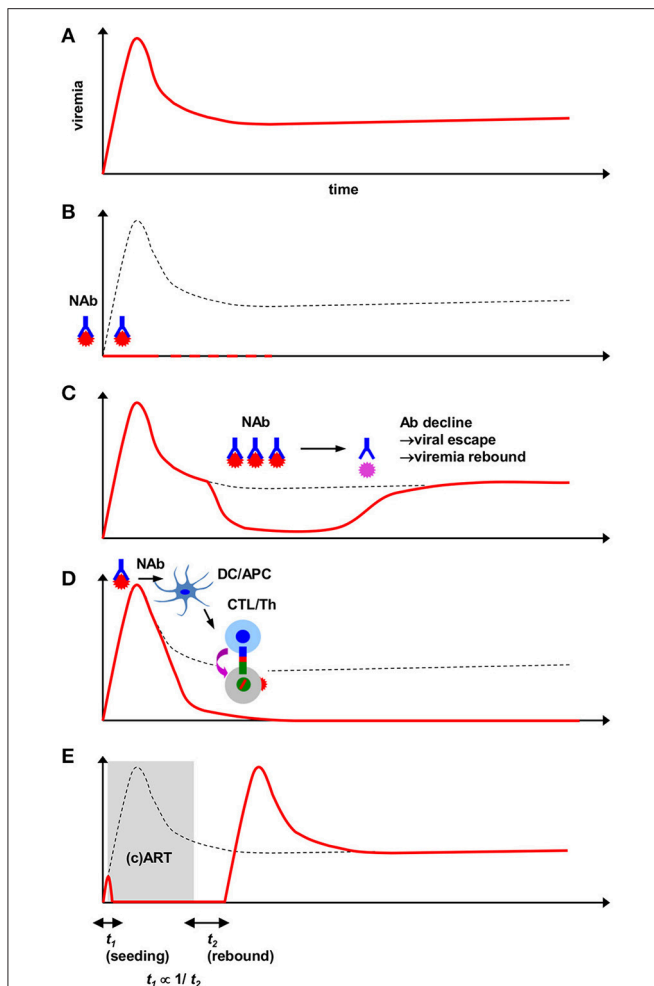 A
viremia
time
B
NAb
C
NAb
Ab decline
→viral escape
→viremia rebound
D
NAb
DC/APC
CTL/Th
E
(c)ART
t₁
(seeding)
t₂
(rebound)
t₁ ∝ 1/ t₂